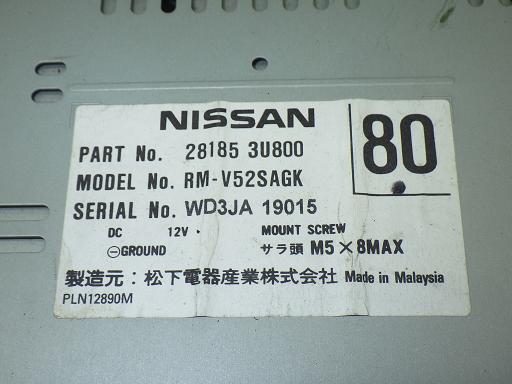 NISSAN
80
PART No. 28185 3U800
MODEL No. RM-V52SAGK
SERIAL No. WD3JA 19015
DC 12V MOUNT SCREW
⊖GROUND サラ頭 M5×8MAX
製造元：松下電器産業株式会社 Made in Malaysia
PLN12890M